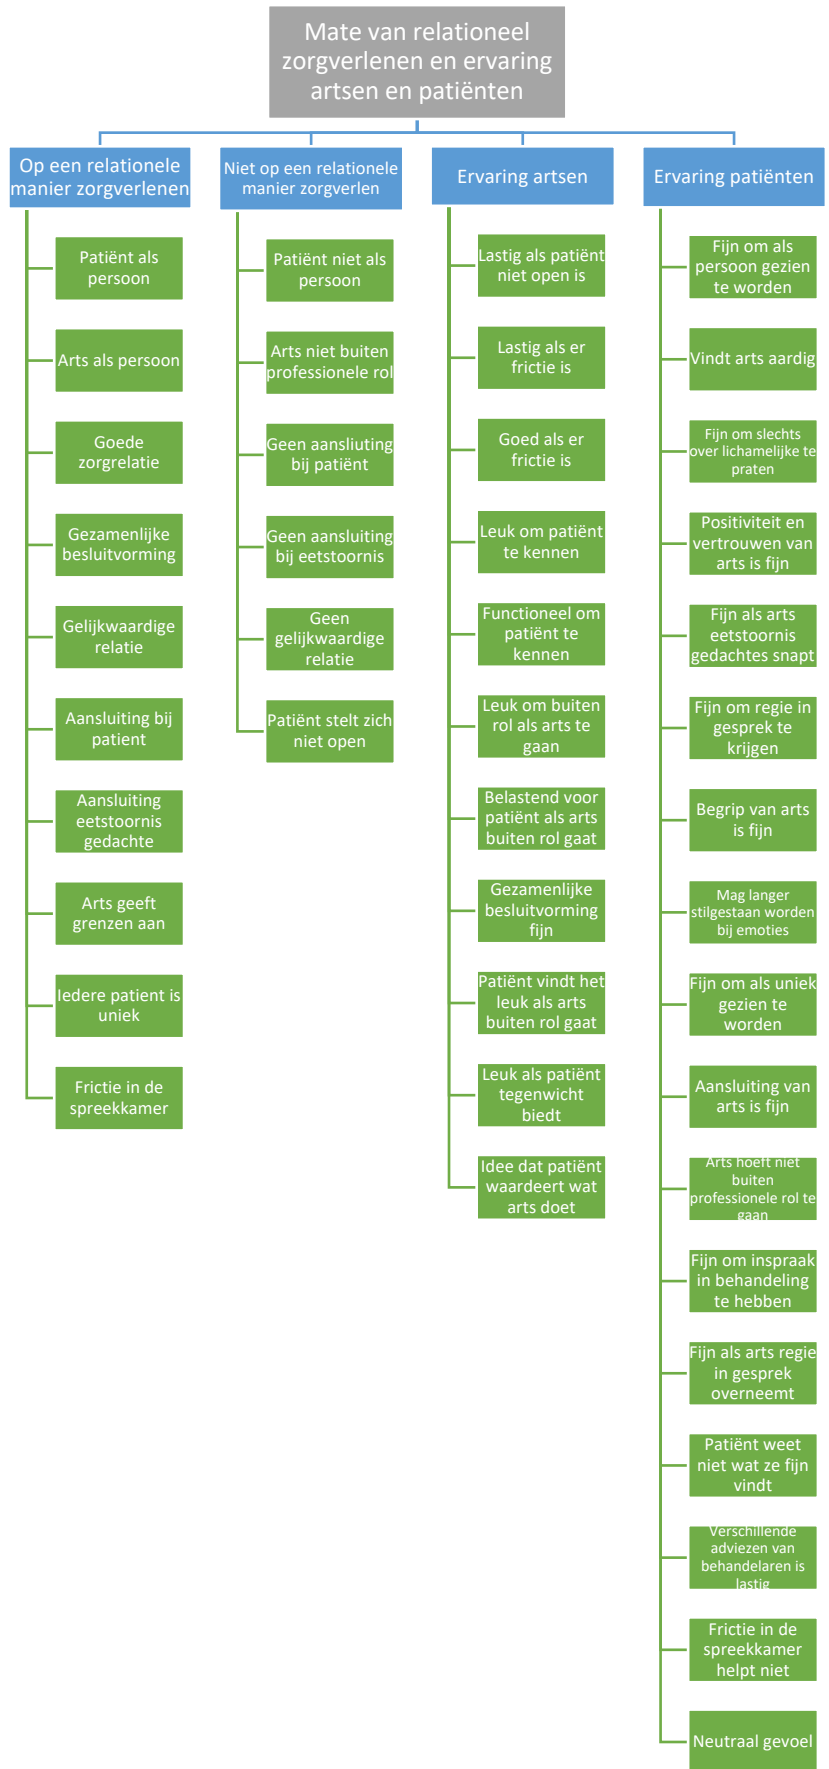 Mate van relationeel
zorgverlenen en ervaring
artsen en patiënten
Op een relationele
manier zorgverlenen
Patiënt als
persoon
Arts als persoon
Goede
zorgrelatie
Gezamenlijke
besluitvorming
Gelijkwaardige
relatie
Aansluiting bij
patient
Aansluiting
eetstoornis
gedachte
Arts geeft
grenzen aan
Iedere patient is
uniek
Frictie in de
spreekkamer
Niet op een relationele
manier zorgverlen
Patiënt niet als
persoon
Arts niet buiten
professionele rol
Geen aansliuting
bij patiënt
Geen aansluiting
bij eetstoornis
Geen
gelijkwaardige
relatie
Patiënt stelt zich
niet open
Ervaring artsen
Lastig als patiënt
niet open is
Lastig als er
frictie is
Goed als er
frictie is
Leuk om patiënt
te kennen
Functioneel om
patiënt te
kennen
Leuk om buiten
rol als arts te
gaan
Belastend voor
patiënt als arts
buiten rol gaat
Gezamenlijke
besluitvorming
fijn
Patiënt vindt het
leuk als arts
buiten rol gaat
Leuk als patiënt
tegenwicht
biedt
Idee dat patiënt
waardeert wat
arts doet
Ervaring patiënten
Fijn om als
persoon gezien
te worden
Vindt arts aardig
Fijn om slechts
over lichamelijke te
praten
Positiviteit en
vertrouwen van
arts is fijn
Fijn als arts
eetstoornis
gedachtes snapt
Fijn om regie in
gesprek te
krijgen
Begrip van arts
is fijn
Mag langer
stilgestaan worden
bij emoties
Fijn om als uniek
gezien te
worden
Aansluiting van
arts is fijn
Arts hoeft niet
buiten
professionele rol te
gaan
Fijn om inspraak
in behandeling
te hebben
Fijn als arts regie
in gesprek
overneemt
Patiënt weet
niet wat ze fijn
vindt
Verschillende
adviezen van
behandelaren is
lastig
Frictie in de
spreekkamer
helpt niet
Neutraal gevoel